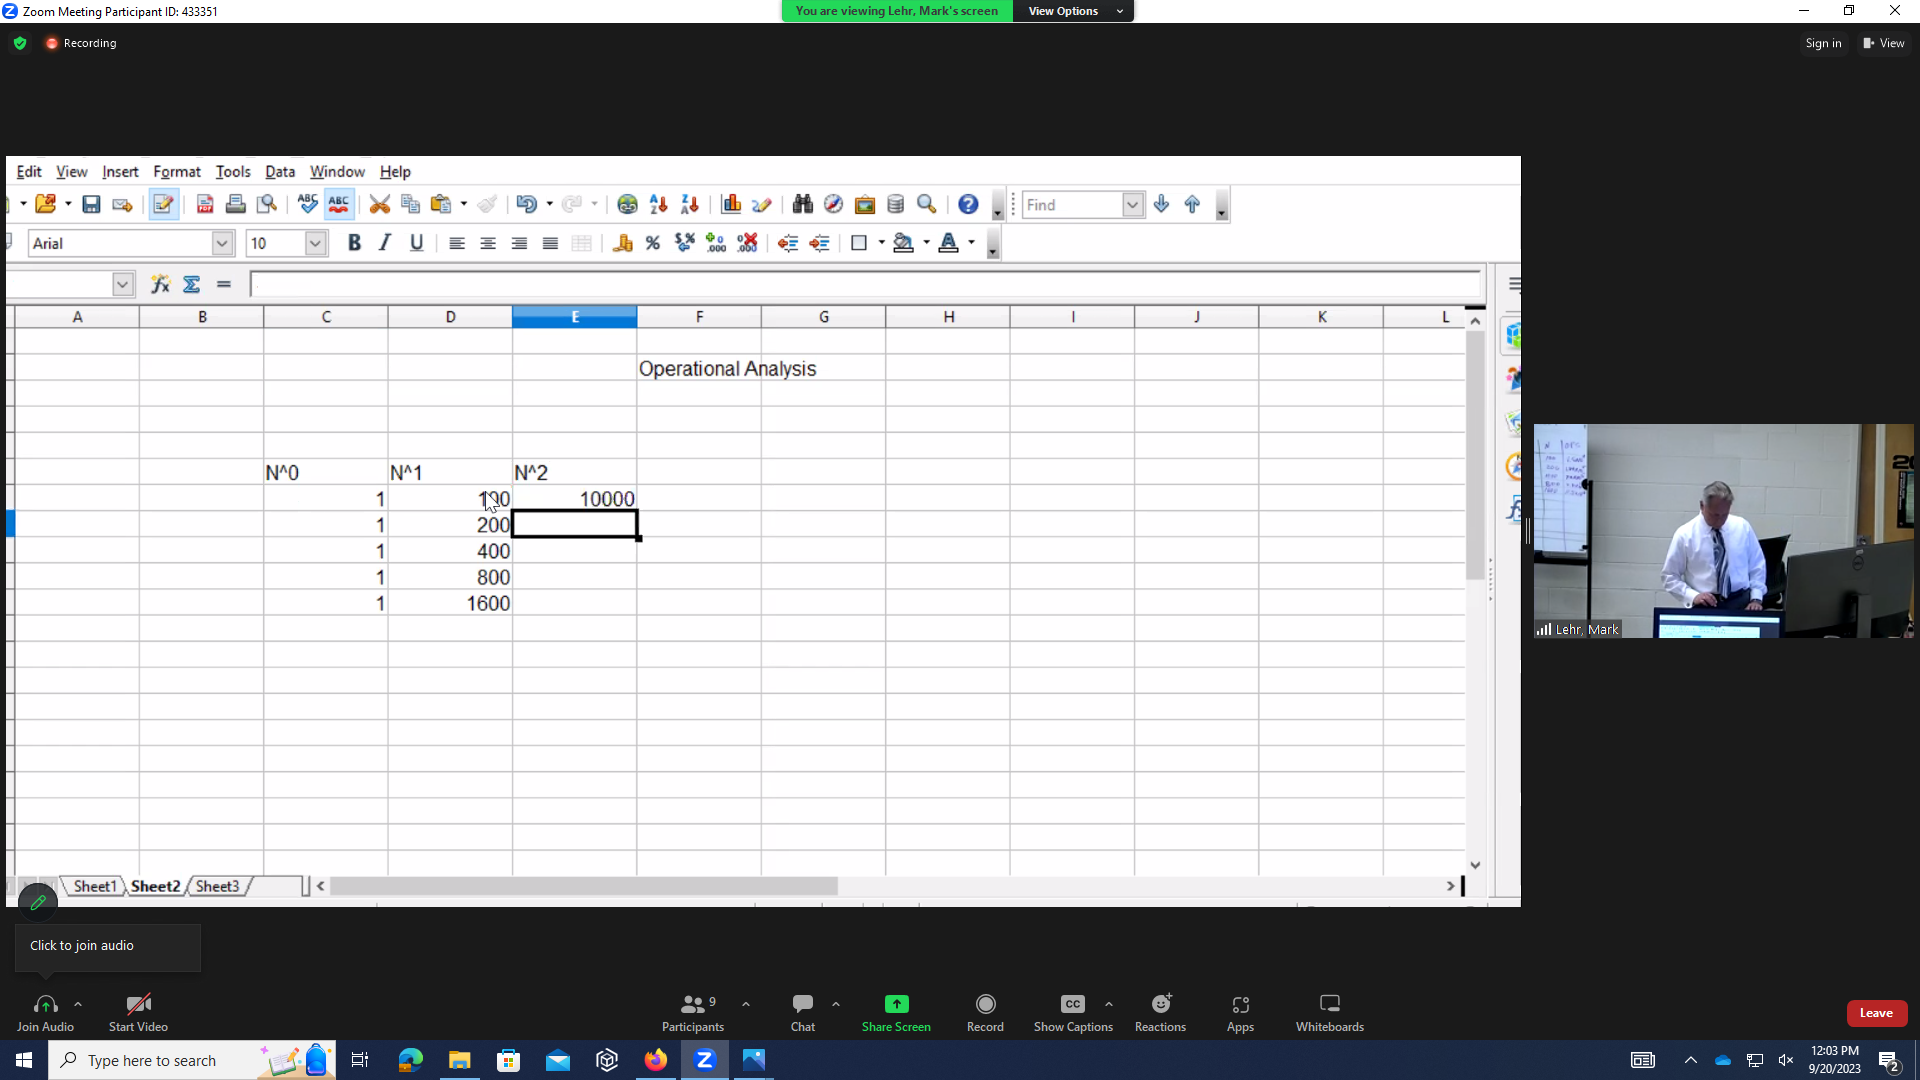 Zoom Meeting Participant ID: 433351
You are viewing Lehr, Mark's screen
View Options
Recording
Sign in
View
Edit View Insert Format Tools Data Window Help
Find
Arial
10
A B C D E F G H I J K L
Operational Analysis
N^0 N^1 N^2
1 100 10000
1 200
1 400
1 800
1 1600
Lehr, Mark
Sheet1 Sheet2 Sheet3
Click to join audio
9
Join Audio Start Video Participants Chat Share Screen Record Show Captions Reactions Apps Whiteboards
Leave
Type here to search
12:03 PM
9/20/2023
2